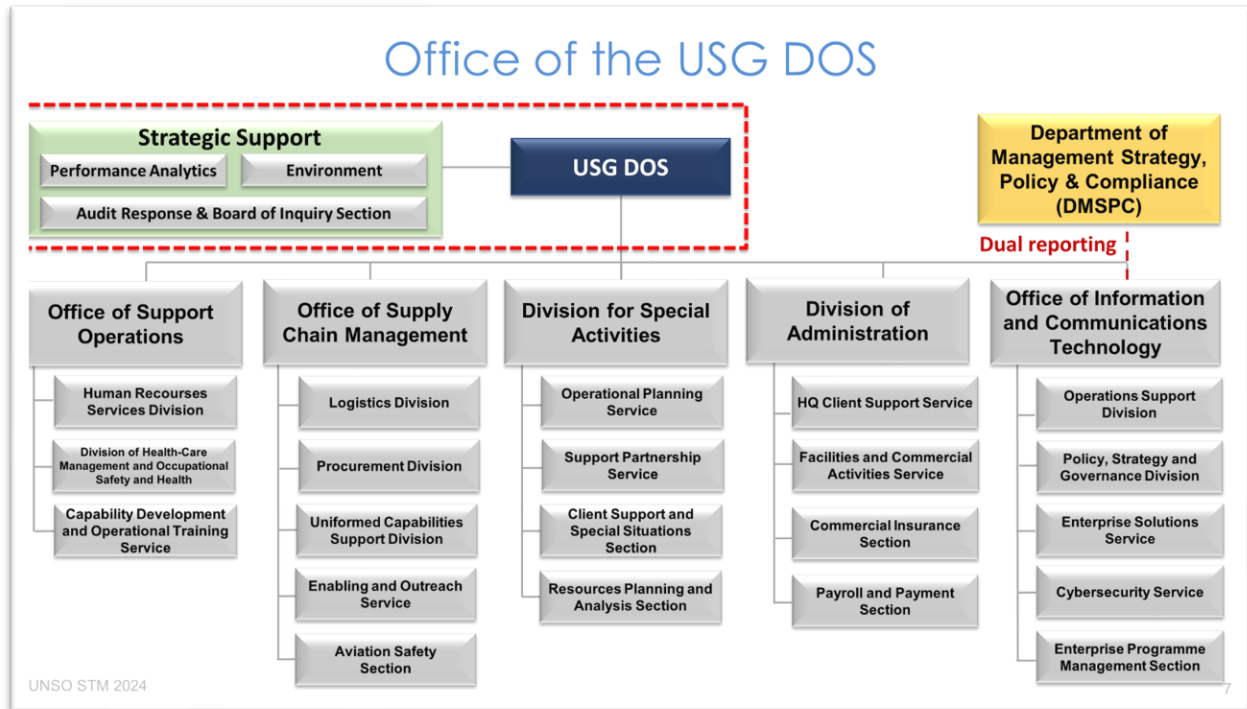 Office of the USG DOS
Strategic Support
Performance Analytics
Environment
Audit Response & Board of Inquiry Section
USG DOS
Department of
Management Strategy,
Policy & Compliance
(DMSPC)
Dual reporting
Office of Support
Operations
Human Recourses
Services Division
Division of Health-Care
Management and Occupational
Safety and Health
Capability Development
and Operational Training
Service
Office of Supply
Chain Management
Logistics Division
Procurement Division
Uniformed Capabilities
Support Division
Enabling and Outreach
Service
Aviation Safety
Section
Division for Special
Activities
Operational Planning
Service
Support Partnership
Service
Client Support and
Special Situations
Section
Resources Planning and
Analysis Section
Division of
Administration
HQ Client Support Service
Facilities and Commercial
Activities Service
Commercial Insurance
Section
Payroll and Payment
Section
Office of Information
and Communications
Technology
Operations Support
Division
Policy, Strategy and
Governance Division
Enterprise Solutions
Service
Cybersecurity Service
Enterprise Programme
Management Section
UNSO STM 2024
7